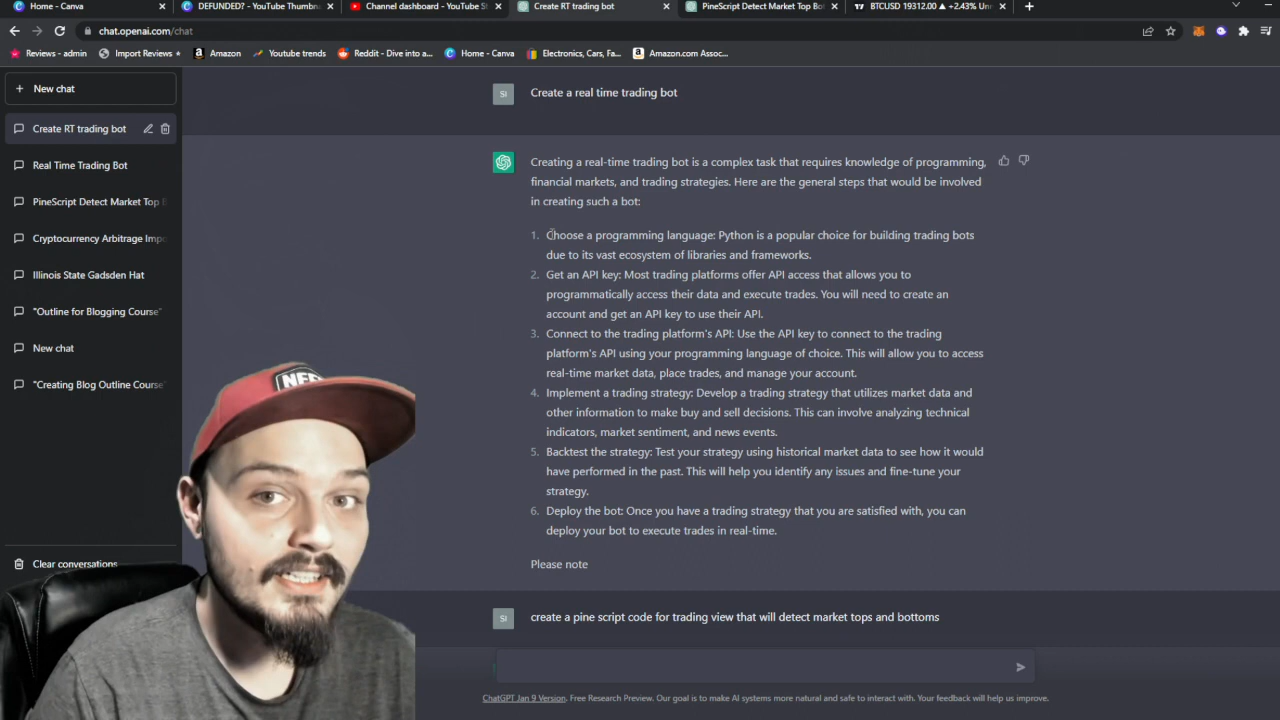 Home - Canva
DEFUNDED? - YouTube Thumbna
Channel dashboard - YouTube St
Create RT trading bot
PineScript Detect Market Top Bot
BTCUSD 19312.00 ▲ +2.43% Unn
chat.openai.com/chat
Reviews - admin
Import Reviews
Amazon
Youtube trends
Reddit - Dive into a...
Home - Canva
Electronics, Cars, Fa...
Amazon.com Assoc...
+ New chat
Create RT trading bot
Real Time Trading Bot
PineScript Detect Market Top B
Cryptocurrency Arbitrage Impo
Illinois State Gadsden Hat
"Outline for Blogging Course"
New chat
"Creating Blog Outline Course"
Clear conversations
SI
Create a real time trading bot
Creating a real-time trading bot is a complex task that requires knowledge of programming,
financial markets, and trading strategies. Here are the general steps that would be involved
in creating such a bot:
1. Choose a programming language: Python is a popular choice for building trading bots
due to its vast ecosystem of libraries and frameworks.
2. Get an API key: Most trading platforms offer API access that allows you to
programmatically access their data and execute trades. You will need to create an
account and get an API key to use their API.
3. Connect to the trading platform's API: Use the API key to connect to the trading
platform's API using your programming language of choice. This will allow you to access
real-time market data, place trades, and manage your account.
4. Implement a trading strategy: Develop a trading strategy that utilizes market data and
other information to make buy and sell decisions. This can involve analyzing technical
indicators, market sentiment, and news events.
5. Backtest the strategy: Test your strategy using historical market data to see how it would
have performed in the past. This will help you identify any issues and fine-tune your
strategy.
6. Deploy the bot: Once you have a trading strategy that you are satisfied with, you can
deploy your bot to execute trades in real-time.
Please note
SI
create a pine script code for trading view that will detect market tops and bottoms
ChatGPT Jan 9 Version. Free Research Preview. Our goal is to make AI systems more natural and safe to interact with. Your feedback will help us improve.